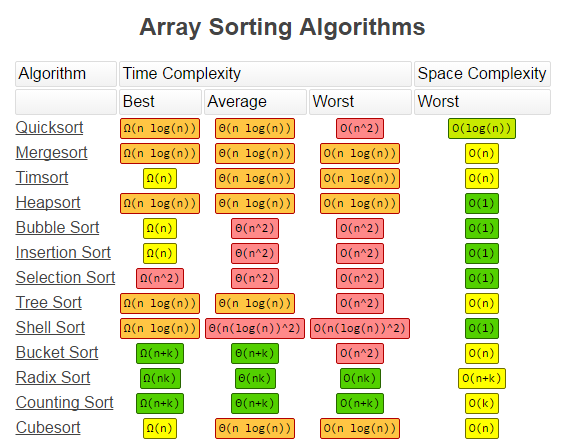 Array Sorting Algorithms
Algorithm Time Complexity Space Complexity
Best Average Worst Worst
Quicksort Ω(n log(n)) Θ(n log(n)) O(n^2) O(log(n))
Mergesort Ω(n log(n)) Θ(n log(n)) O(n log(n)) O(n)
Timsort Ω(n) Θ(n log(n)) O(n log(n)) O(n)
Heapsort Ω(n log(n)) Θ(n log(n)) O(n log(n)) O(1)
Bubble Sort Ω(n) Θ(n^2) O(n^2) O(1)
Insertion Sort Ω(n) Θ(n^2) O(n^2) O(1)
Selection Sort Ω(n^2) Θ(n^2) O(n^2) O(1)
Tree Sort Ω(n log(n)) Θ(n log(n)) O(n^2) O(n)
Shell Sort Ω(n log(n)) Θ(n(log(n))^2) O(n(log(n))^2) O(1)
Bucket Sort Ω(n+k) Θ(n+k) O(n^2) O(n)
Radix Sort Ω(nk) Θ(nk) O(nk) O(n+k)
Counting Sort Ω(n+k) Θ(n+k) O(n+k) O(k)
Cubesort Ω(n) Θ(n log(n)) O(n log(n)) O(n)